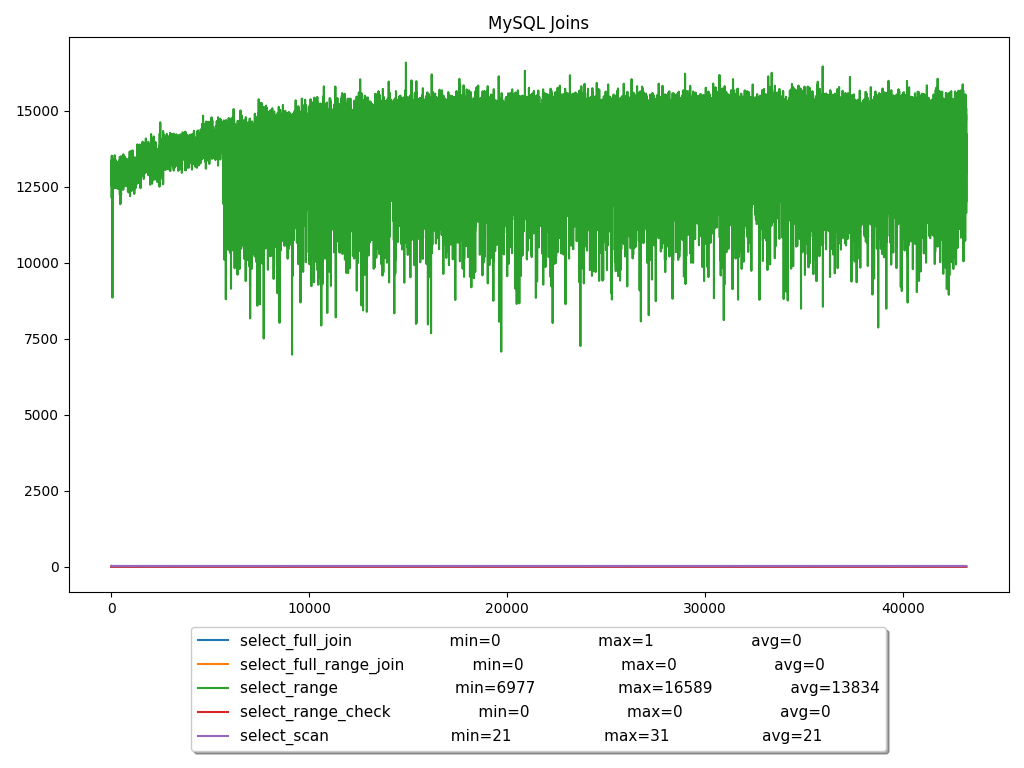 MySQL Joins
15000
12500
10000
7500
5000
2500
0
0 10000 20000 30000 40000
select_full_join min=0 max=1 avg=0
select_full_range_join min=0 max=0 avg=0
select_range min=6977 max=16589 avg=13834
select_range_check min=0 max=0 avg=0
select_scan min=21 max=31 avg=21